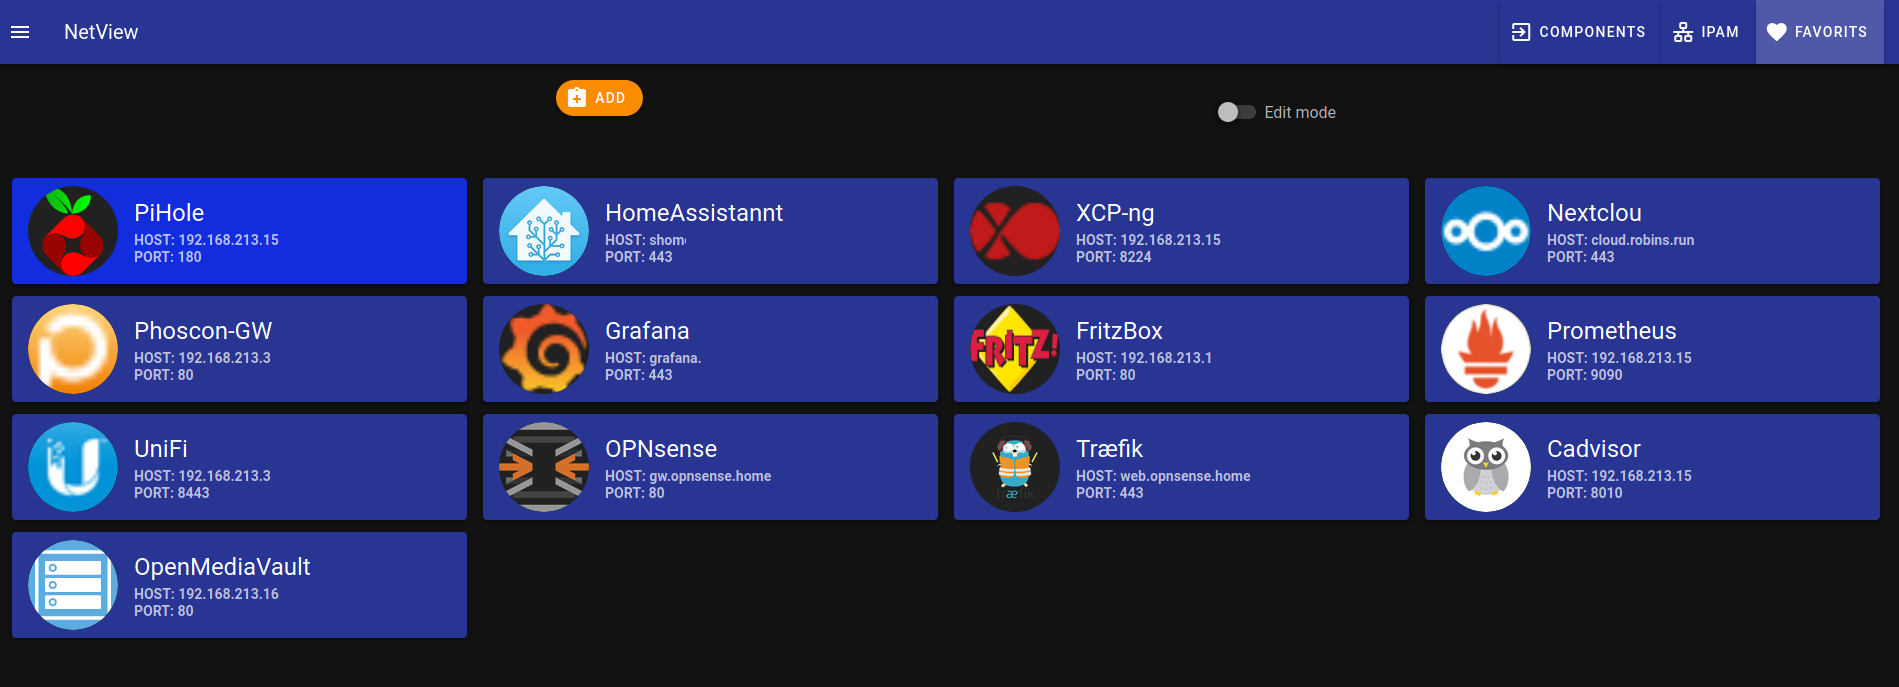 NetView
COMPONENTS
IPAM
FAVORITS
ADD
Edit mode
PiHole
HOST: 192.168.213.15
PORT: 180
HomeAssistannt
HOST: shom
PORT: 443
XCP-ng
HOST: 192.168.213.15
PORT: 8224
Nextclou
HOST: cloud.robins.run
PORT: 443
Phoscon-GW
HOST: 192.168.213.3
PORT: 80
Grafana
HOST: grafana.
PORT: 443
FRITZ!
FritzBox
HOST: 192.168.213.1
PORT: 80
Prometheus
HOST: 192.168.213.15
PORT: 9090
UniFi
HOST: 192.168.213.3
PORT: 8443
OPNsense
HOST: gw.opnsense.home
PORT: 80
træfik
Træfik
HOST: web.opnsense.home
PORT: 443
Cadvisor
HOST: 192.168.213.15
PORT: 8010
OpenMediaVault
HOST: 192.168.213.16
PORT: 80